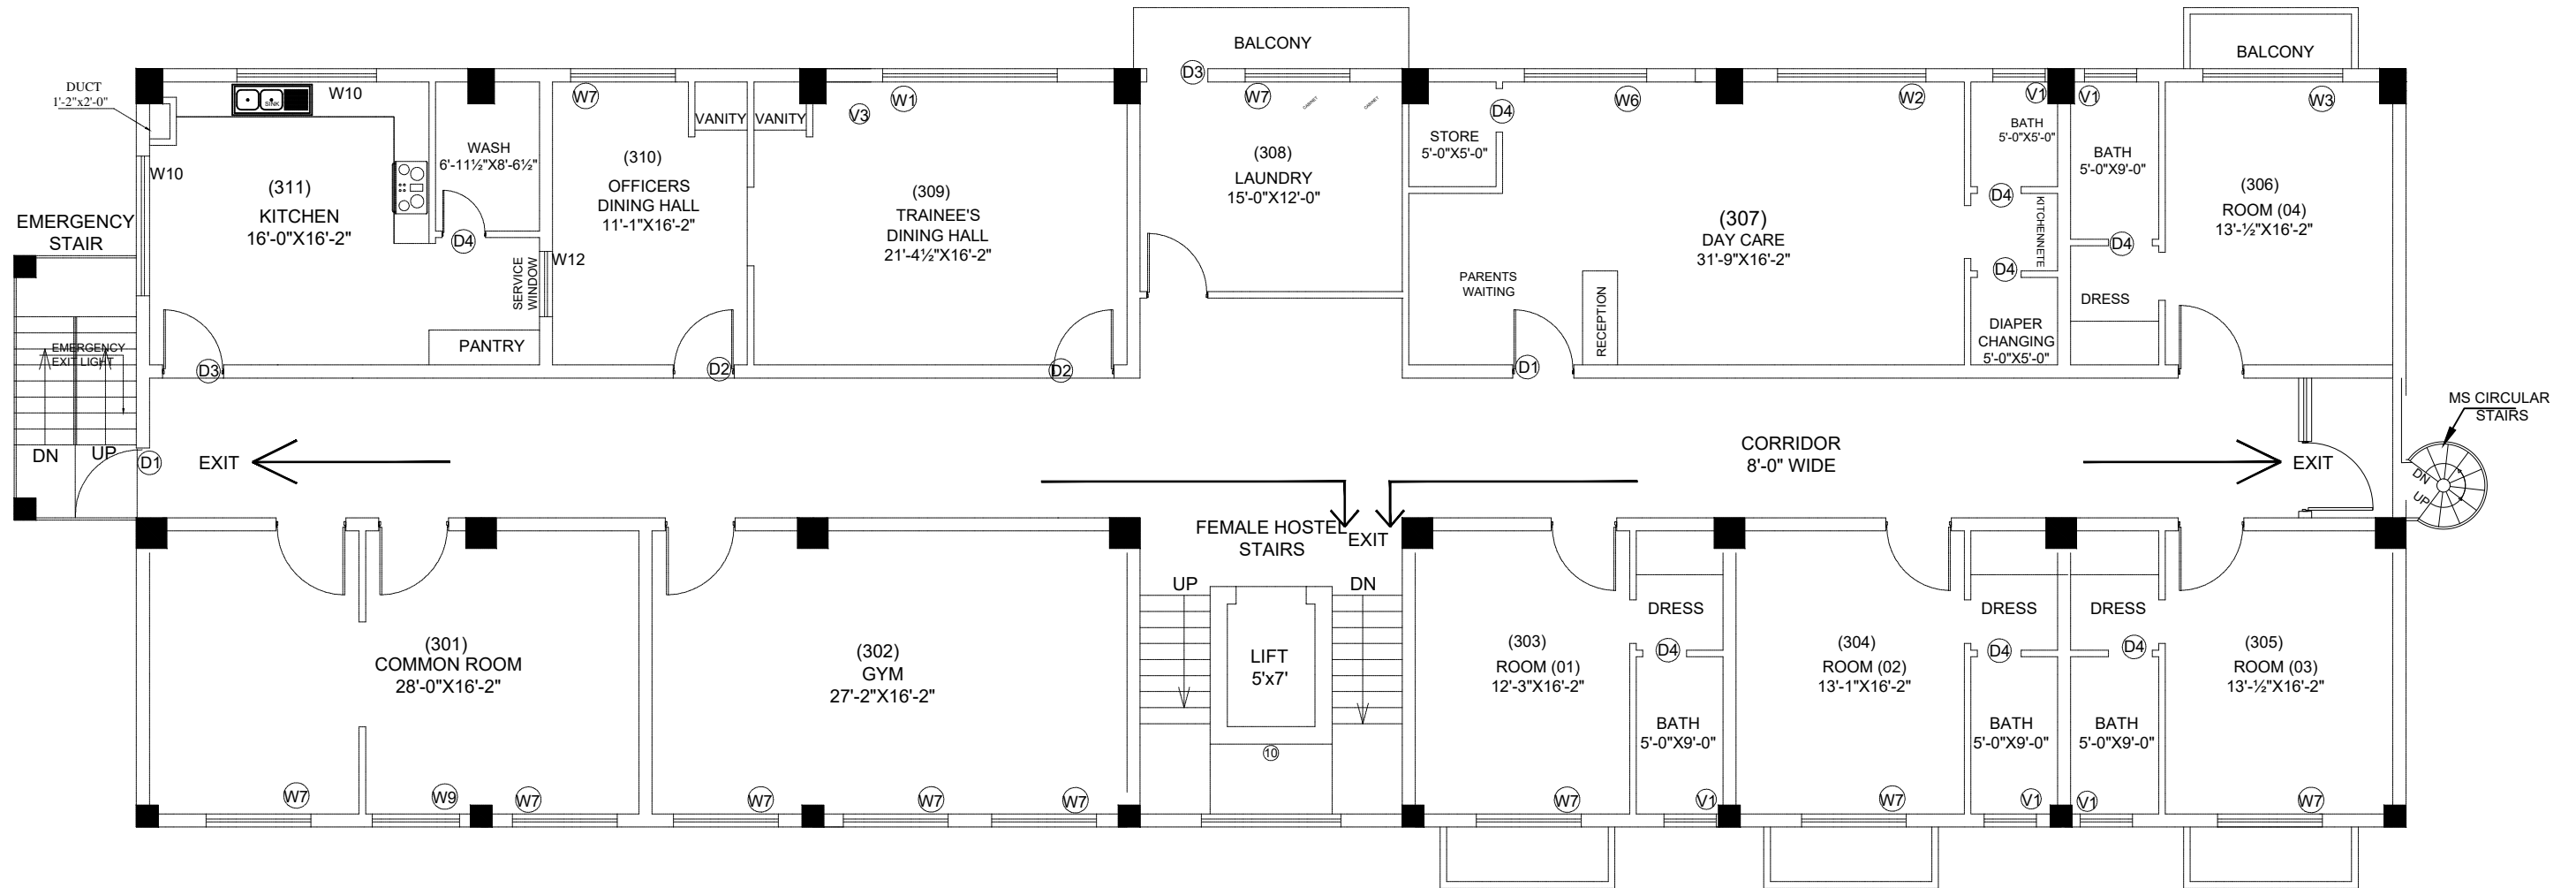 BALCONY
BALCONY
DUCT
1'-2"x2'-0"
SINK
W10
W7
VANITY
VANITY
V3
W1
D3
W7
CABINET
CABINET
D4
W6
W2
V1
V1
W3
WASH
6'-11½"X8'-6½"
STORE
5'-0"X5'-0"
BATH
5'-0"X5'-0"
BATH
5'-0"X9'-0"
W10
(311)
KITCHEN
16'-0"X16'-2"
(310)
OFFICERS
DINING HALL
11'-1"X16'-2"
(309)
TRAINEE'S
DINING HALL
21'-4½"X16'-2"
(308)
LAUNDRY
15'-0"X12'-0"
(307)
DAY CARE
31'-9"X16'-2"
D4
KITCHENNETE
D4
(306)
ROOM (04)
13'-½"X16'-2"
EMERGENCY
STAIR
D4
SERVICE
WINDOW
W12
PARENTS
WAITING
RECEPTION
D4
DRESS
DIAPER
CHANGING
5'-0"X5'-0"
PANTRY
EMERGENCY
EXIT LIGHT
D3
D2
D2
D1
MS CIRCULAR
STAIRS
DN
UP
D1
EXIT
CORRIDOR
8'-0" WIDE
EXIT
DN
UP
FEMALE HOSTEL
STAIRS
EXIT
UP
DN
LIFT
5'x7'
10
(301)
COMMON ROOM
28'-0"X16'-2"
(302)
GYM
27'-2"X16'-2"
(303)
ROOM (01)
12'-3"X16'-2"
DRESS
D4
BATH
5'-0"X9'-0"
(304)
ROOM (02)
13'-1"X16'-2"
DRESS
D4
BATH
5'-0"X9'-0"
DRESS
D4
BATH
5'-0"X9'-0"
(305)
ROOM (03)
13'-½"X16'-2"
W7
W9
W7
W7
W7
W7
W7
V1
W7
V1
V1
W7